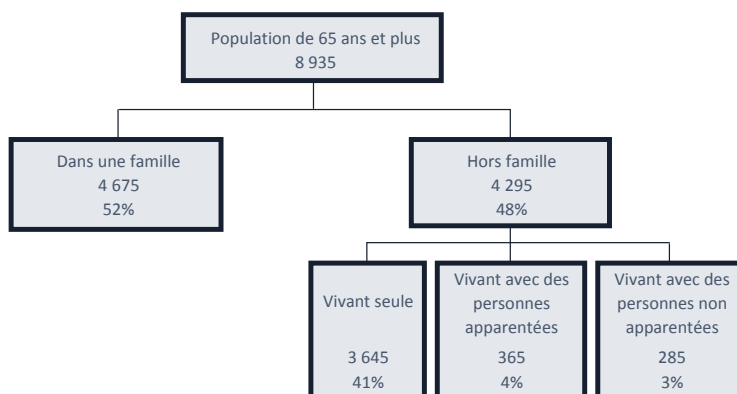 Population de 65 ans et plus
8 935
Dans une famille
4 675
52%
Hors famille
4 295
48%
Vivant seule
3 645
41%
Vivant avec des
personnes
apparentées
365
4%
Vivant avec des
personnes non
apparentées
285
3%